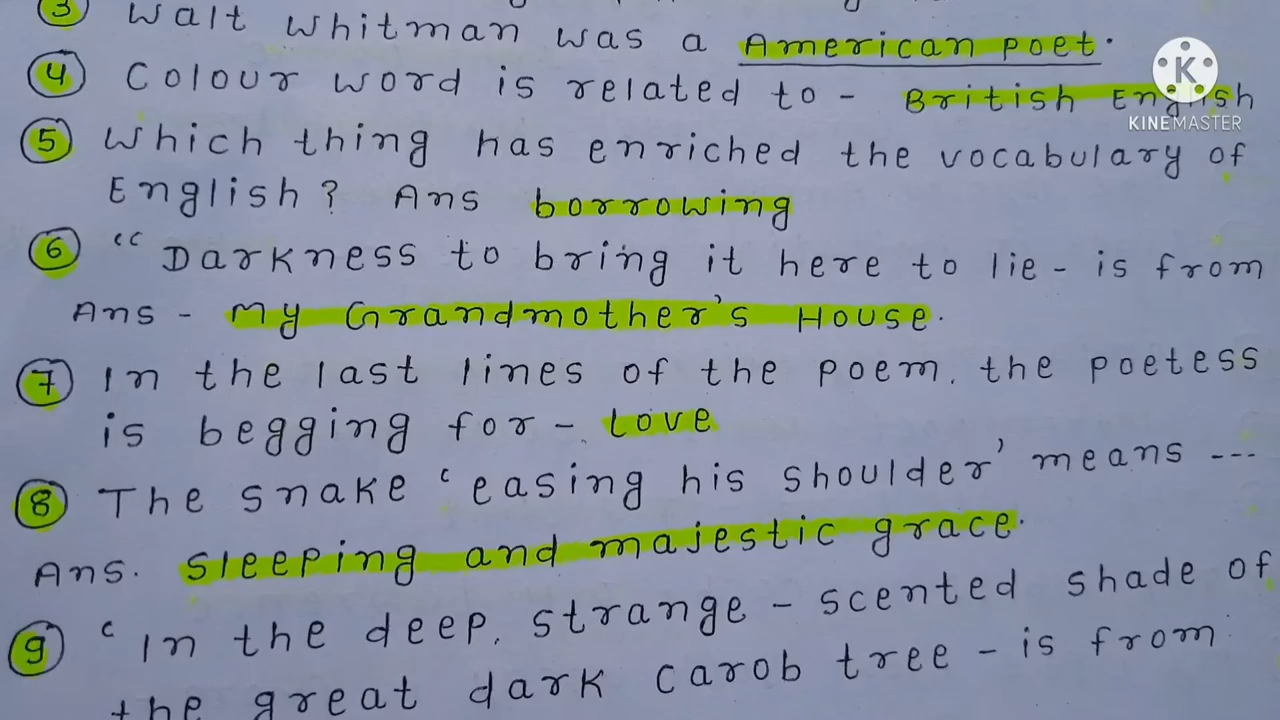 3 Walt Whitman was a American poet.
4 Colour word is related to - British English
K
KINEMASTER
5 Which thing has enriched the vocabulary of
English? Ans borrowing
6 "Darkness to bring it here to lie - is from
Ans - My Grandmother's House.
7 In the last lines of the poem. the poetess
is begging for - Love
8 The snake 'easing his shoulder' means ---
Ans. Sleeping and majestic grace.
9 'In the deep, strange - scented shade of
the great dark carob tree - is from